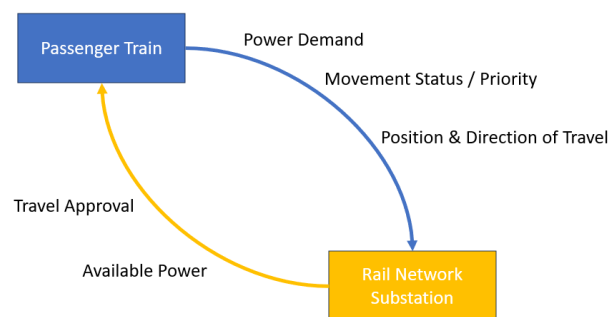 Passenger Train
Power Demand
Movement Status / Priority
Position & Direction of Travel
Travel Approval
Available Power
Rail Network
Substation